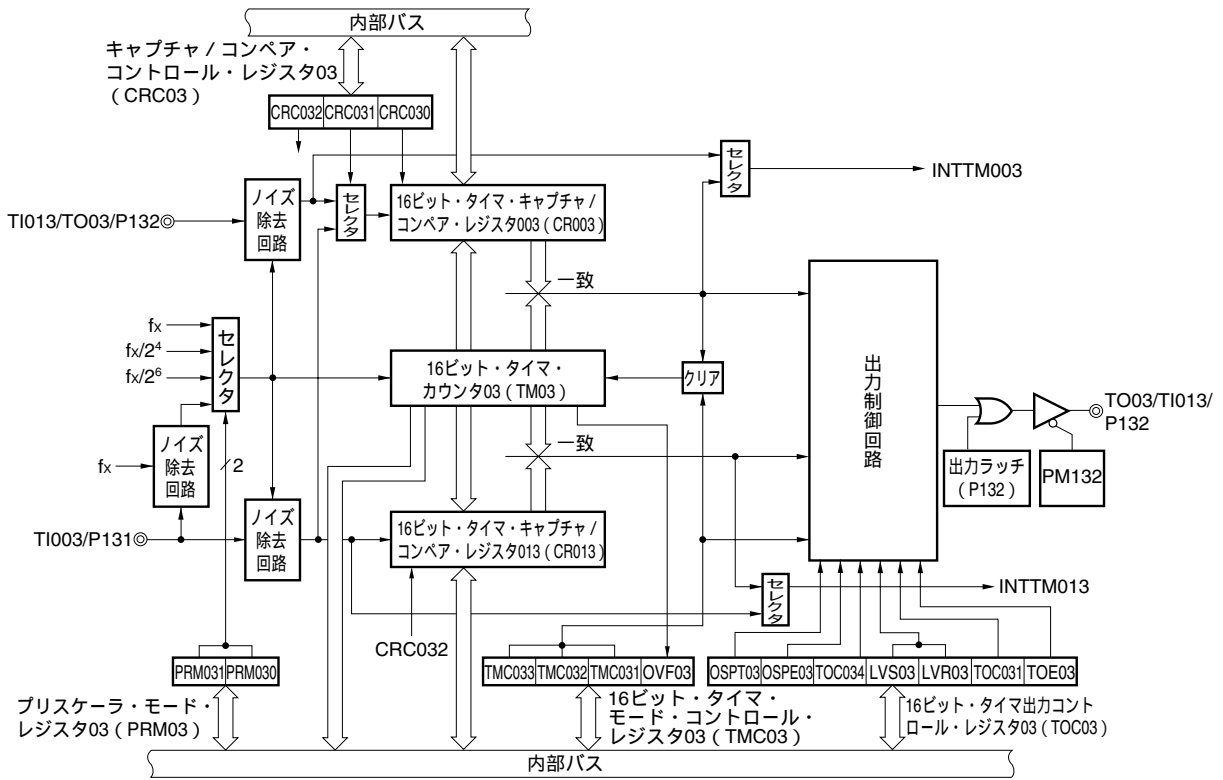 内部バス
キャプチャ / コンペア・
コントロール・レジスタ03
（CRC03）
CRC032 CRC031 CRC030
TI013/TO03/P132
ノイズ
除去
回路
セレクタ
16ビット・タイマ・キャプチャ /
コンペア・レジスタ003（CR003）
セレクタ
INTTM003
一致
fx
fx/2⁴
fx/2⁶
セレクタ
16ビット・タイマ・
カウンタ03（TM03）
クリア
出力制御回路
TO03/TI013/
P132
fx
ノイズ
除去
回路
2
一致
出力ラッチ
（P132）
PM132
TI003/P131
ノイズ
除去
回路
16ビット・タイマ・キャプチャ /
コンペア・レジスタ013（CR013）
セレクタ
INTTM013
CRC032
PRM031 PRM030
TMC033 TMC032 TMC031 OVF03
OSPT03 OSPE03 TOC034 LVS03 LVR03 TOC031 TOE03
プリスケーラ・モード・
レジスタ03（PRM03）
16ビット・タイマ・
モード・コントロール・
レジスタ03（TMC03）
16ビット・タイマ出力コント
ロール・レジスタ03（TOC03）
内部バス